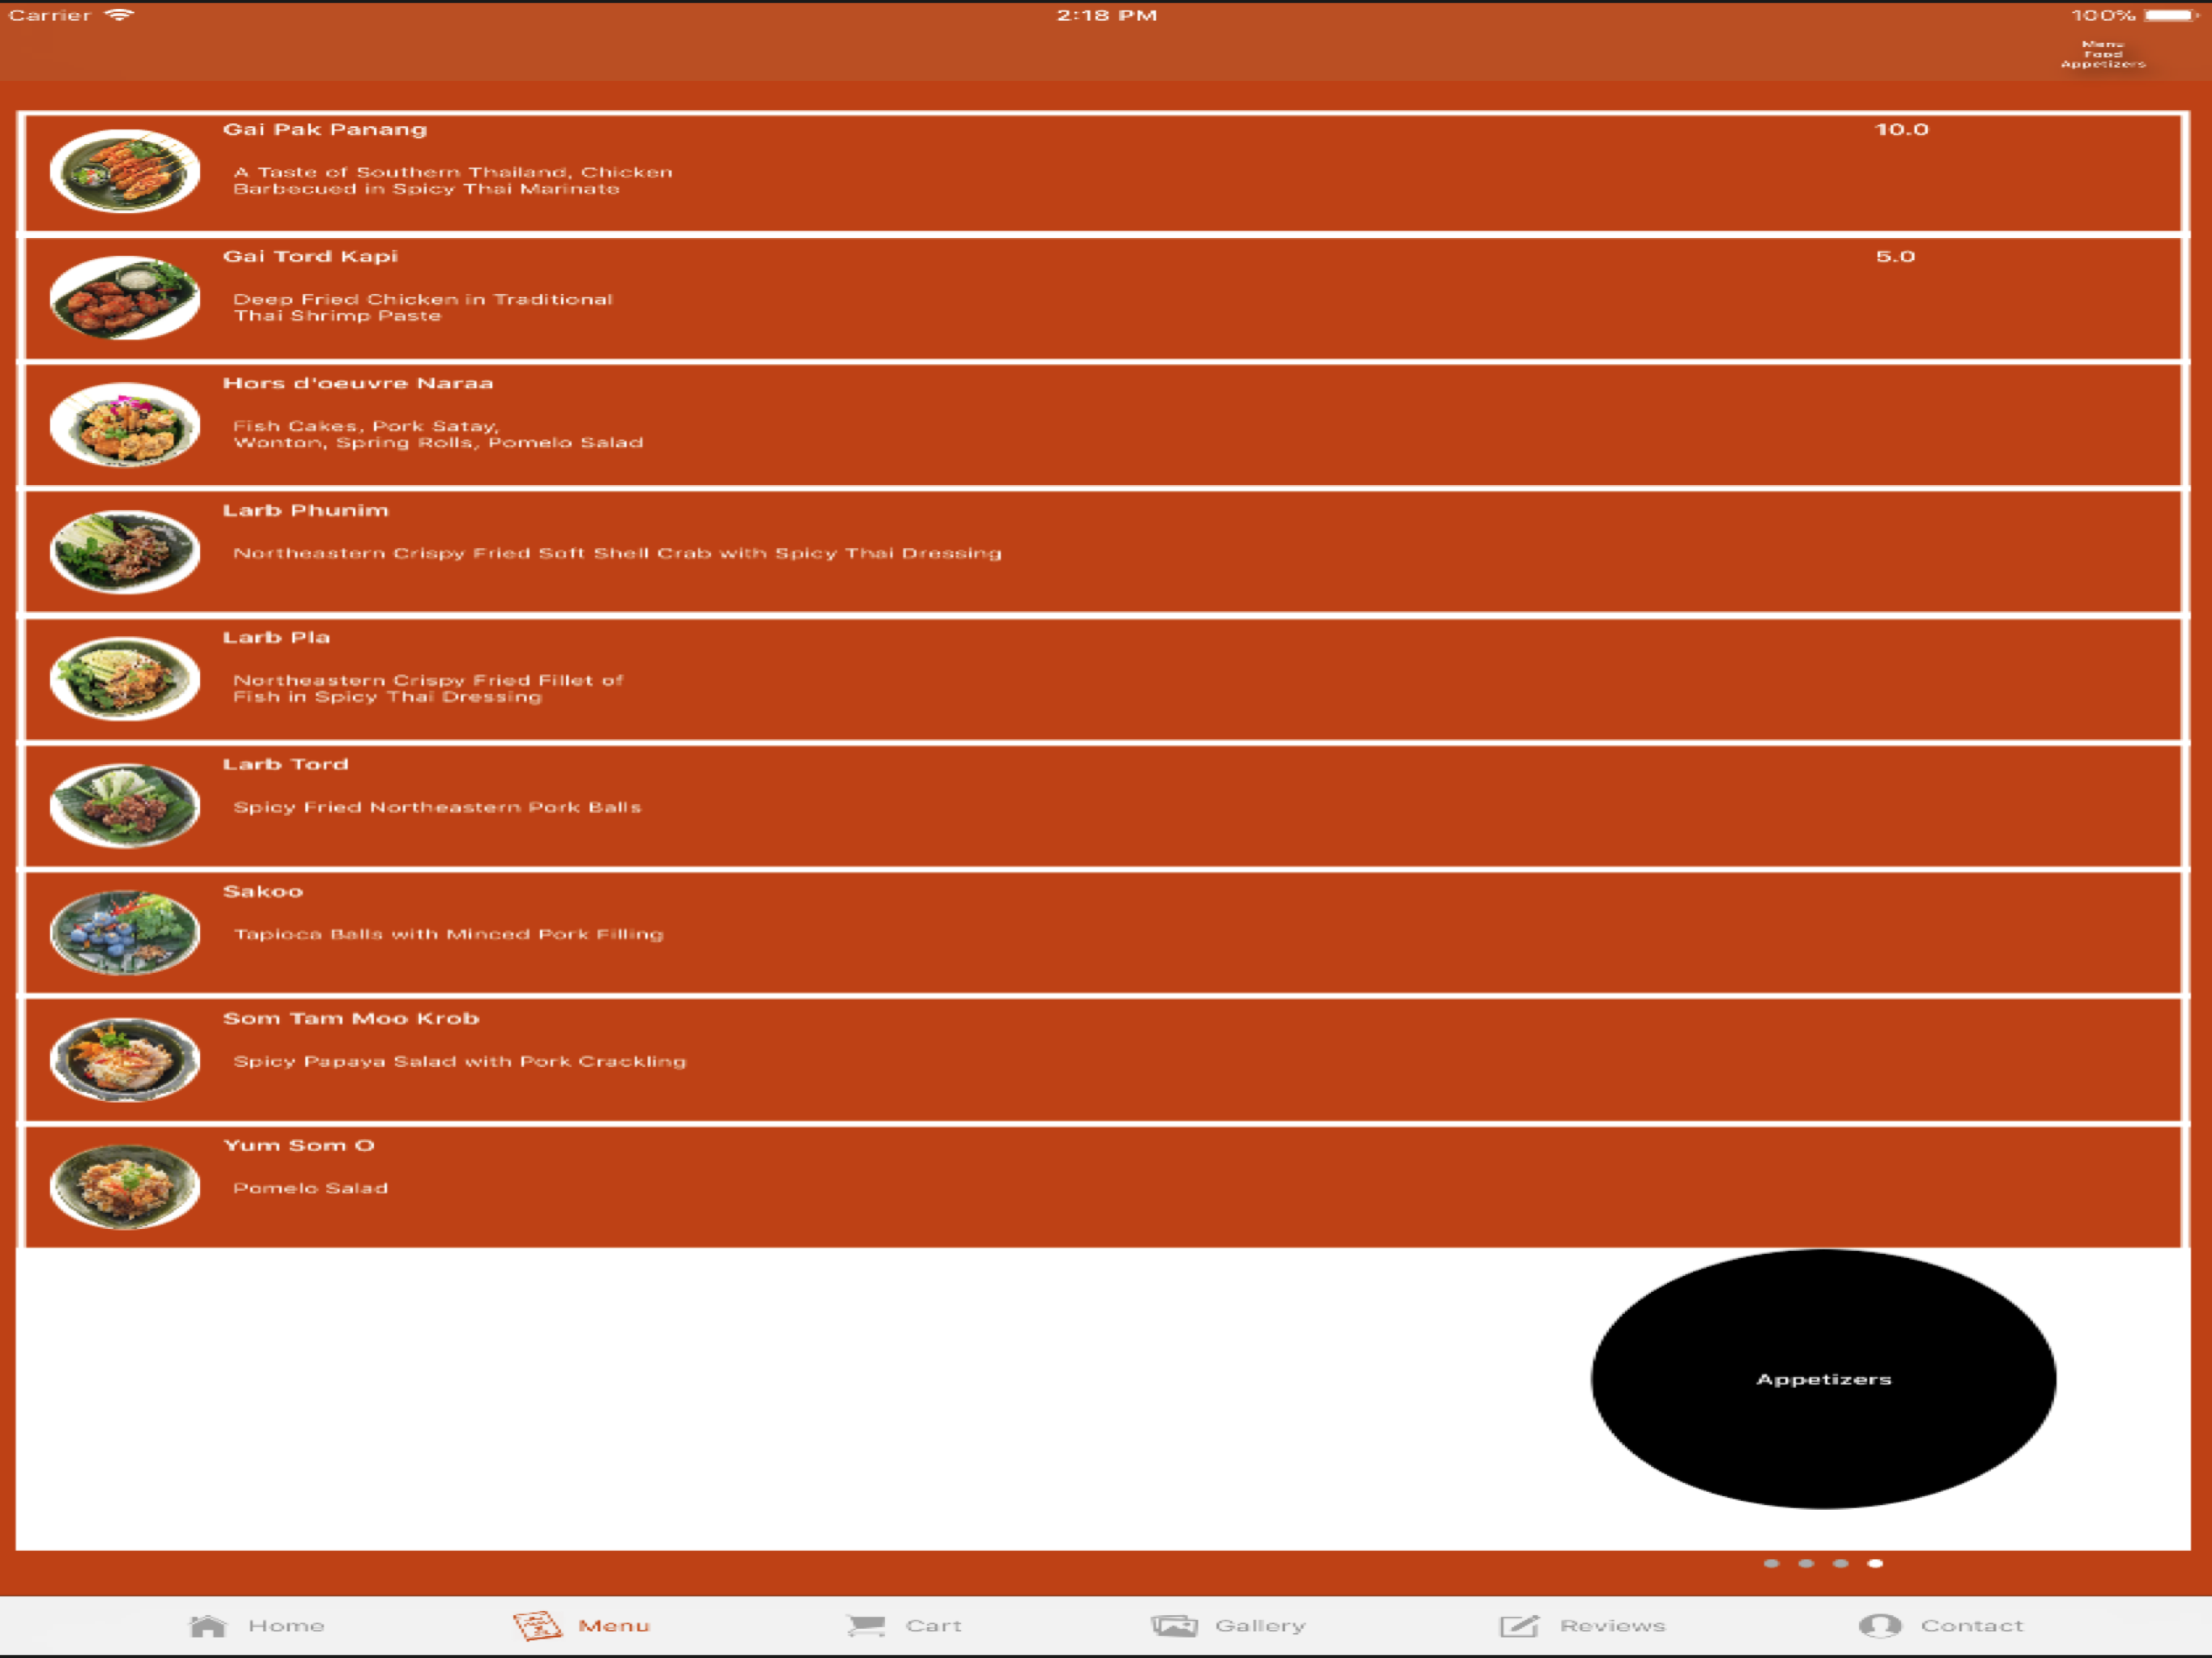 Carrier 2:18 PM 100%
Menu
Food
Appetizers
Gai Pak Panang 10.0
A Taste of Southern Thailand, Chicken
Barbecued in Spicy Thai Marinate
Gai Tord Kapi 5.0
Deep Fried Chicken in Traditional
Thai Shrimp Paste
Hors d'oeuvre Naraa
Fish Cakes, Pork Satay,
Wonton, Spring Rolls, Pomelo Salad
Larb Phunim
Northeastern Crispy Fried Soft Shell Crab with Spicy Thai Dressing
Larb Pla
Northeastern Crispy Fried Fillet of
Fish in Spicy Thai Dressing
Larb Tord
Spicy Fried Northeastern Pork Balls
Sakoo
Tapioca Balls with Minced Pork Filling
Som Tam Moo Krob
Spicy Papaya Salad with Pork Crackling
Yum Som O
Pomelo Salad
Appetizers
Home Menu Cart Gallery Reviews Contact